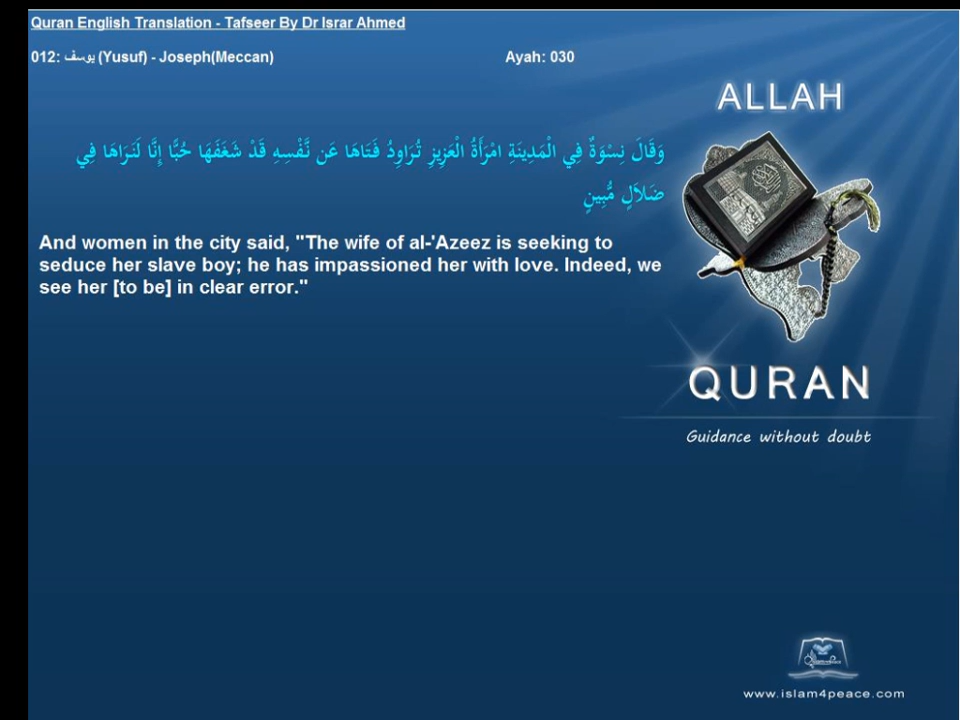 Quran English Translation - Tafseer By Dr Israr Ahmed
012: يوسف (Yusuf) - Joseph(Meccan) Ayah: 030
ALLAH
وَقَالَ نِسْوَةٌ فِي الْمَدِينَةِ امْرَأَةُ الْعَزِيزِ تُرَاوِدُ فَتَاهَا عَن نَّفْسِهِ قَدْ شَغَفَهَا حُبًّا إِنَّا لَنَرَاهَا فِي
ضَلاَلٍ مُّبِينٍ
And women in the city said, "The wife of al-'Azeez is seeking to
seduce her slave boy; he has impassioned her with love. Indeed, we
see her [to be] in clear error."
QURAN
Guidance without doubt
www.islam4peace.com